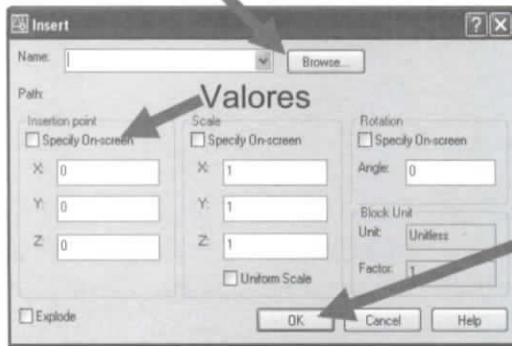 Insert
Name:
Browse...
Path:
Valores
Insertion point
Specify On-screen
X: 0
Y: 0
Z: 0
Scale
Specify On-screen
X: 1
Y: 1
Z: 1
Uniform Scale
Rotation
Specify On-screen
Angle: 0
Block Unit
Unit: Unitless
Factor: 1
Explode
OK
Cancel
Help